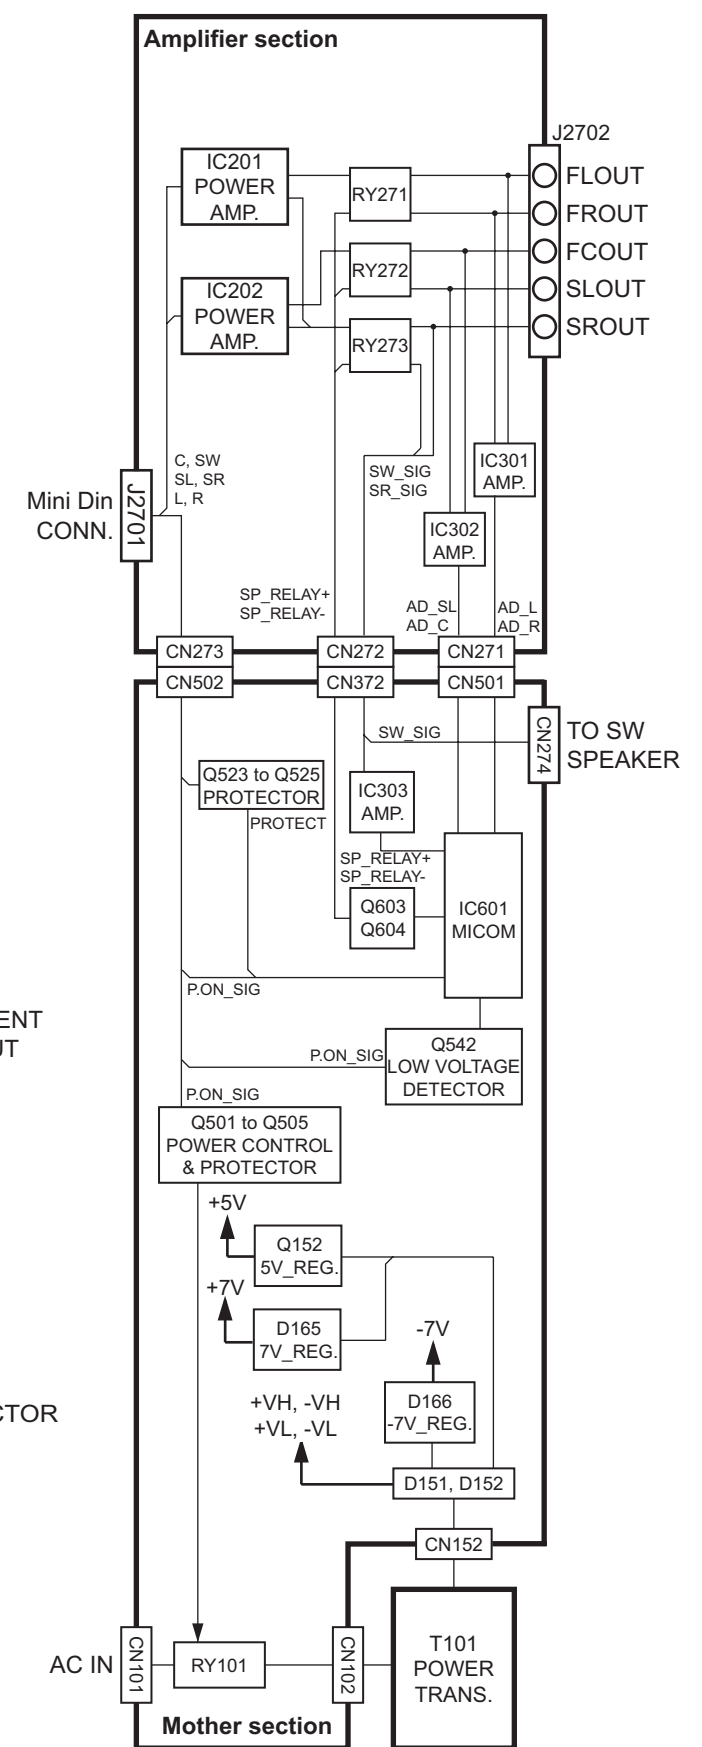 Amplifier section
J2702
IC201
POWER
AMP.
RY271
FLOUT
FROUT
RY272
FCOUT
IC202
POWER
AMP.
SLOUT
RY273
SROUT
C, SW
SL, SR
L, R
SW_SIG
SR_SIG
IC301
AMP.
Mini Din
CONN.
J2701
IC302
AMP.
SP_RELAY+
SP_RELAY-
AD_SL
AD_C
AD_L
AD_R
CN273
CN272
CN271
CN502
CN372
CN501
SW_SIG
CN274
TO SW
SPEAKER
Q523 to Q525
PROTECTOR
IC303
AMP.
PROTECT
SP_RELAY+
SP_RELAY-
Q603
Q604
IC601
MICOM
P.ON_SIG
ENT
UT
P.ON_SIG
Q542
LOW VOLTAGE
DETECTOR
P.ON_SIG
Q501 to Q505
POWER CONTROL
& PROTECTOR
+5V
Q152
5V_REG.
+7V
D165
7V_REG.
-7V
D166
-7V_REG.
+VH, -VH
+VL, -VL
CTOR
D151, D152
CN152
AC IN
CN101
RY101
CN102
T101
POWER
TRANS.
Mother section